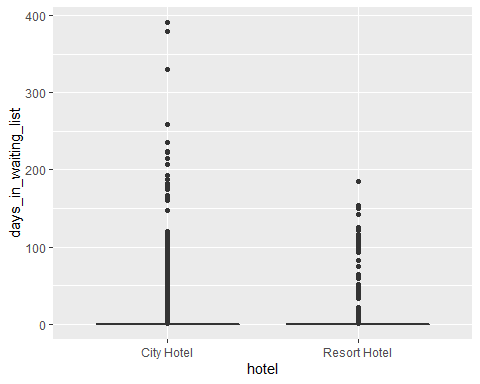 400
300
200
100
0
days_in_waiting_list
City Hotel
Resort Hotel
hotel